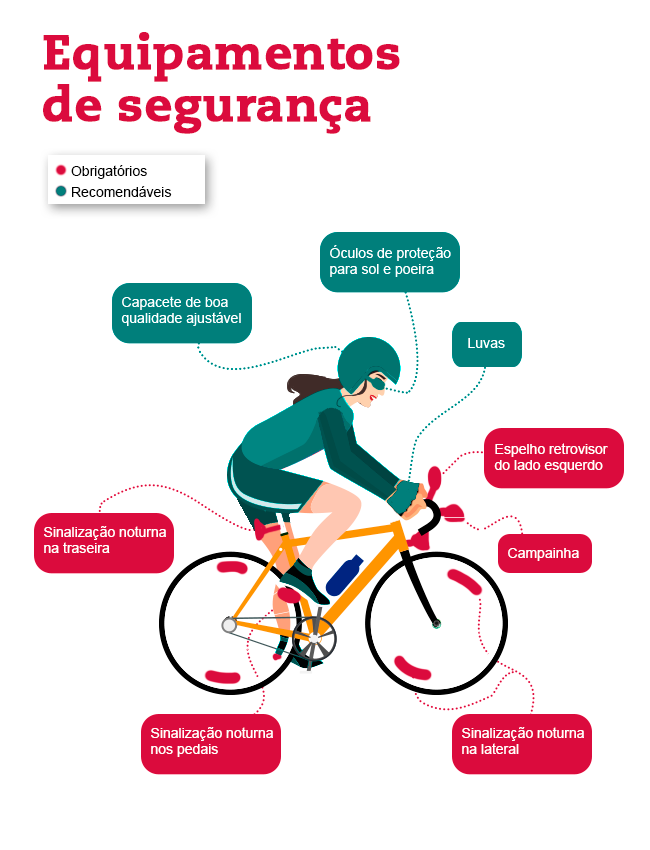 Equipamentos
de segurança
Obrigatórios
Recomendáveis
Óculos de proteção
para sol e poeira
Capacete de boa
qualidade ajustável
Luvas
Espelho retrovisor
do lado esquerdo
Sinalização noturna
na traseira
Campainha
Sinalização noturna
nos pedais
Sinalização noturna
na lateral